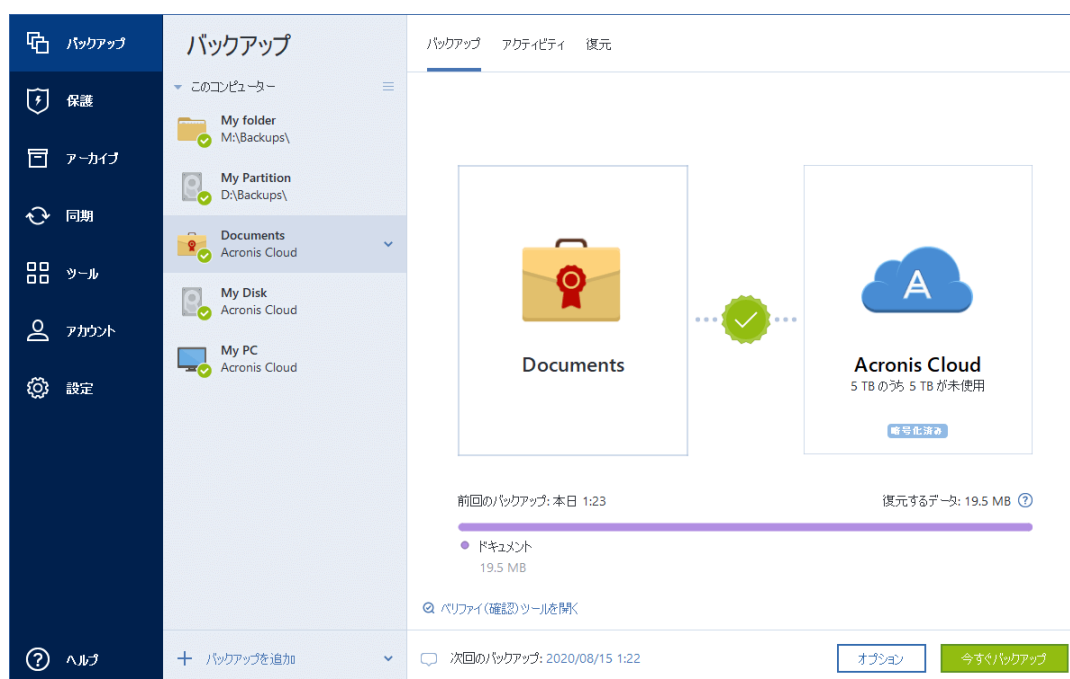 バックアップ
保護
アーカイブ
同期
ツール
アカウント
設定
ヘルプ
バックアップ
このコンピューター
My folder
M:\Backups\
My Partition
D:\Backups\
Documents
Acronis Cloud
My Disk
Acronis Cloud
My PC
Acronis Cloud
バックアップを追加
バックアップ アクティビティ 復元
Documents
A
Acronis Cloud
5 TB のうち 5 TB が未使用
暗号化済み
前回のバックアップ: 本日 1:23 復元するデータ: 19.5 MB ?
ドキュメント
19.5 MB
ベリファイ(確認)ツールを開く
次回のバックアップ: 2020/08/15 1:22 オプション 今すぐバックアップ